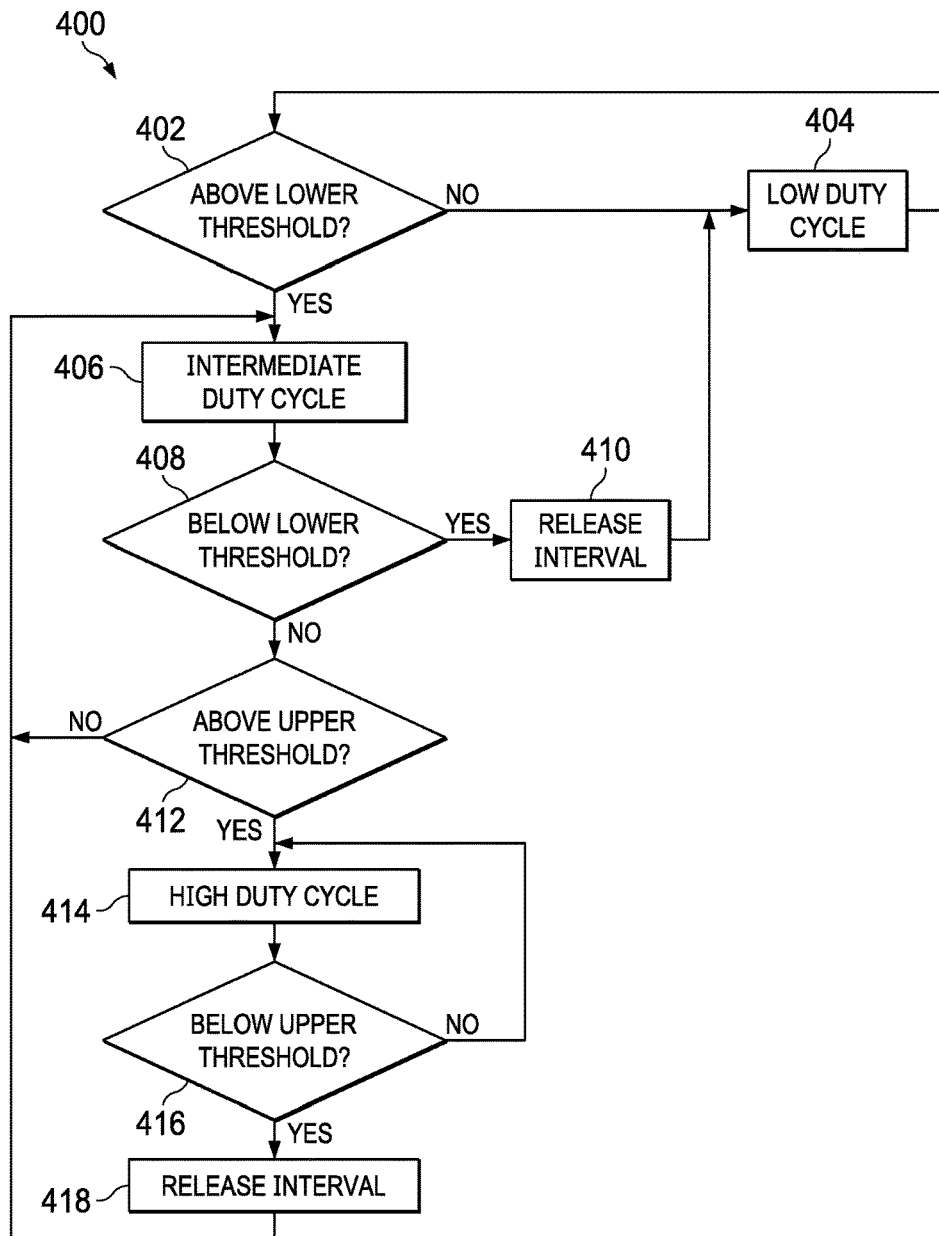 400
402
ABOVE LOWER
THRESHOLD?
NO
404
LOW DUTY
CYCLE
YES
406
INTERMEDIATE
DUTY CYCLE
408
BELOW LOWER
THRESHOLD?
YES
410
RELEASE
INTERVAL
NO
NO
ABOVE UPPER
THRESHOLD?
412
YES
414
HIGH DUTY CYCLE
BELOW UPPER
THRESHOLD?
NO
416
YES
418
RELEASE INTERVAL